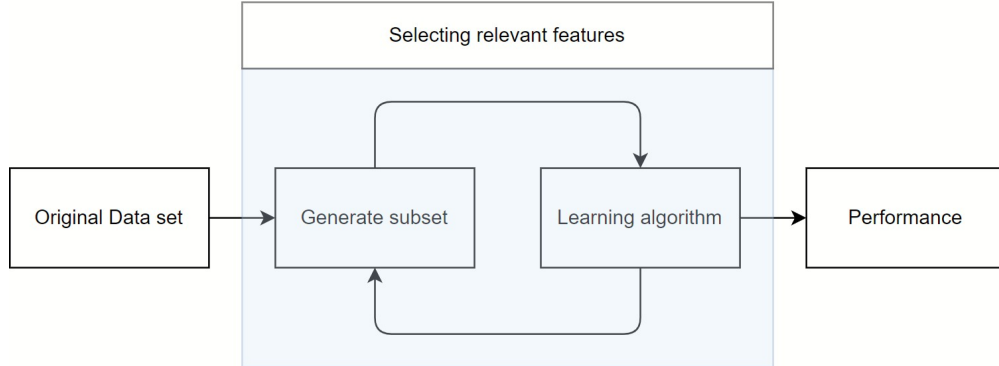 Selecting relevant features
Original Data set
Generate subset
Learning algorithm
Performance